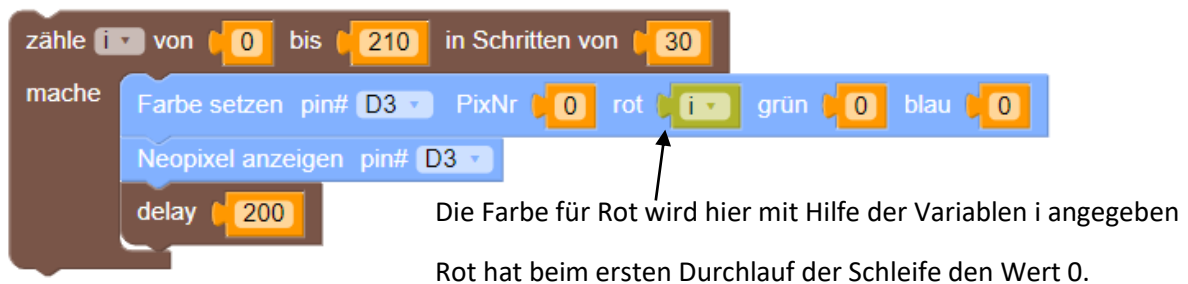 zähle i von 0 bis 210 in Schritten von 30
mache
Farbe setzen pin# D3 PixNr 0 rot i grün 0 blau 0
Neopixel anzeigen pin# D3
delay 200
Die Farbe für Rot wird hier mit Hilfe der Variablen i angegeben
Rot hat beim ersten Durchlauf der Schleife den Wert 0.